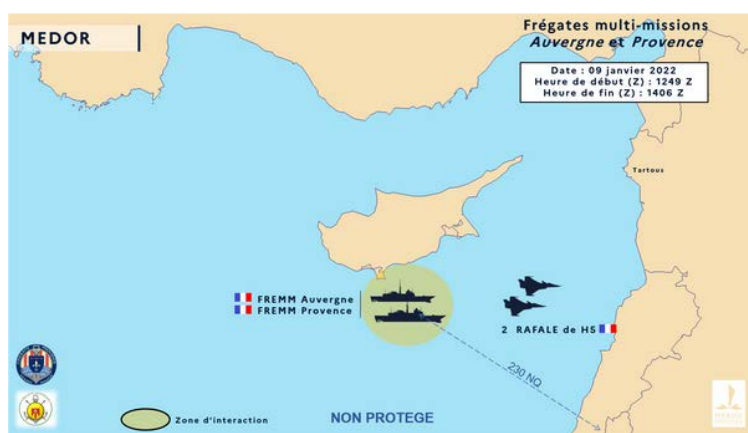 MEDOR
Frégates multi-missions
Auvergne et Provence
Date : 09 janvier 2022
Heure de début (Z) : 1249 Z
Heure de fin (Z) : 1406 Z
Tartous
FREMM Auvergne
FREMM Provence
2 RAFALE de H5
230 NQ
Zone d'interaction
NON PROTEGE